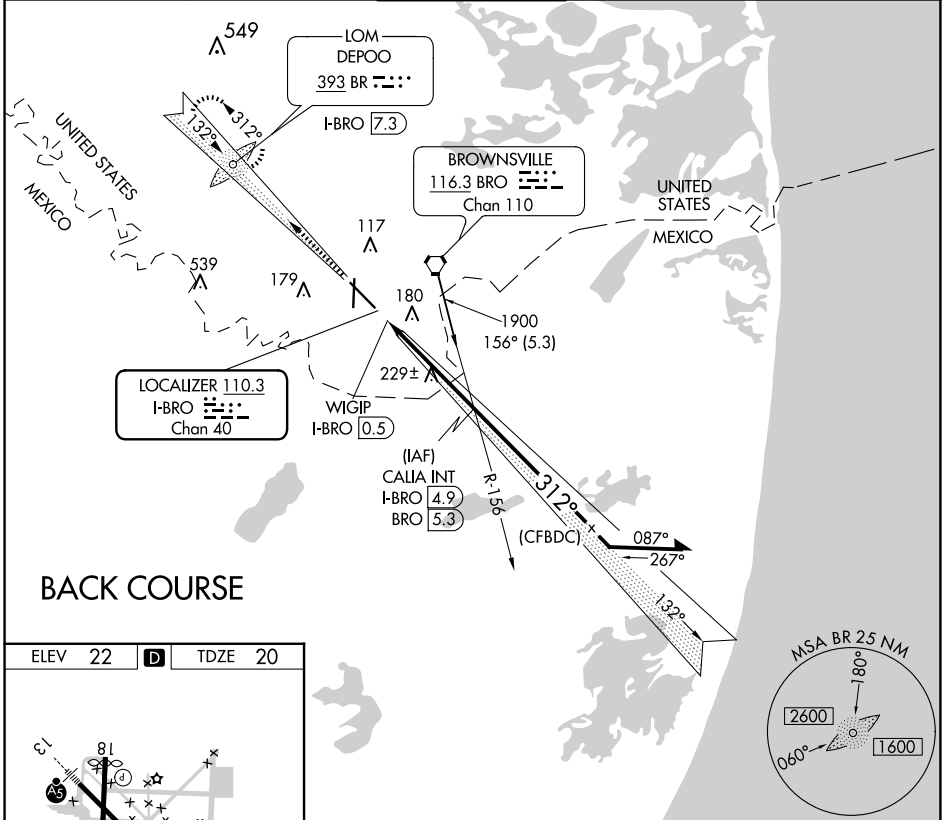 549
LOM
DEPOO
393 BR
I-BRO 7.3
312°
132°
UNITED STATES
MEXICO
BROWNSVILLE
116.3 BRO
Chan 110
UNITED
STATES
MEXICO
117
539
179
180
1900
156° (5.3)
229±
LOCALIZER 110.3
I-BRO
Chan 40
WIGIP
I-BRO 0.5
(IAF)
CALIA INT
I-BRO 4.9
BRO 5.3
R-156
312°
(CFBDC)
087°
267°
132°
BACK COURSE
MSA BR 25 NM
180°
2600
1600
060°
ELEV 22 D TDZE 20
13
18
P
A5